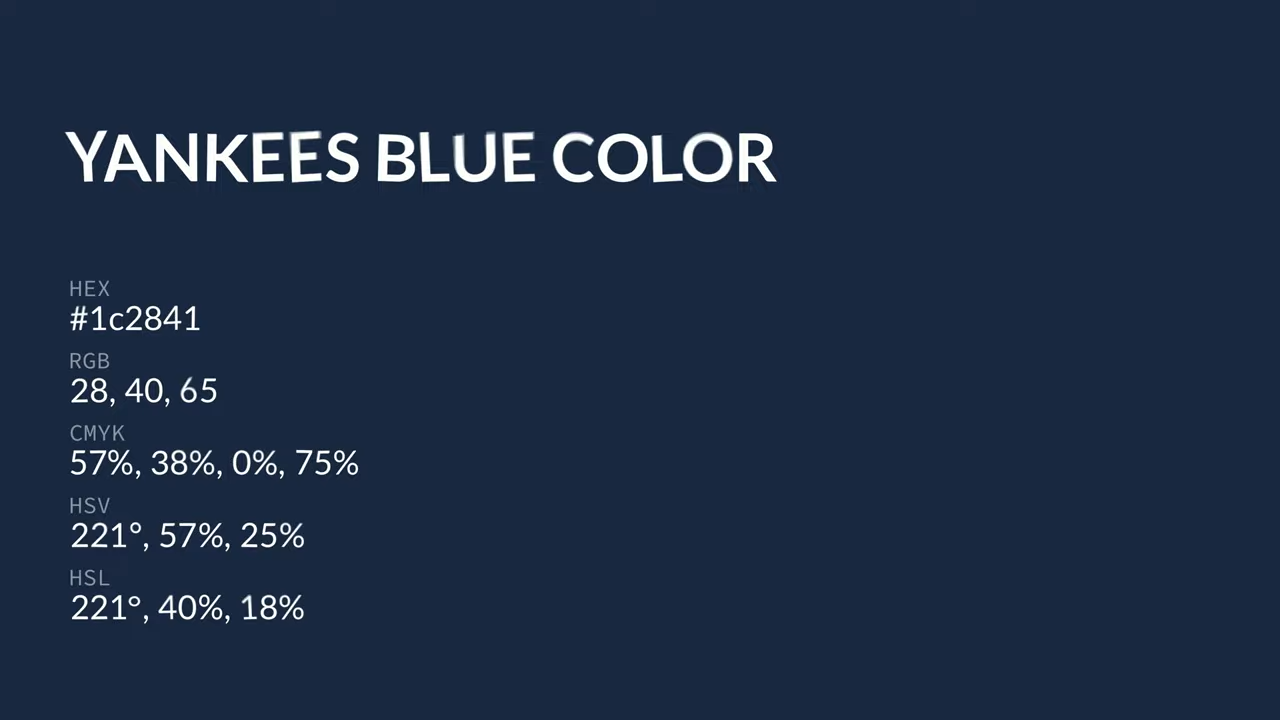 YANKEES BLUE COLOR
HEX
#1c2841
RGB
28, 40, 65
CMYK
57%, 38%, 0%, 75%
HSV
221°, 57%, 25%
HSL
221°, 40%, 18%